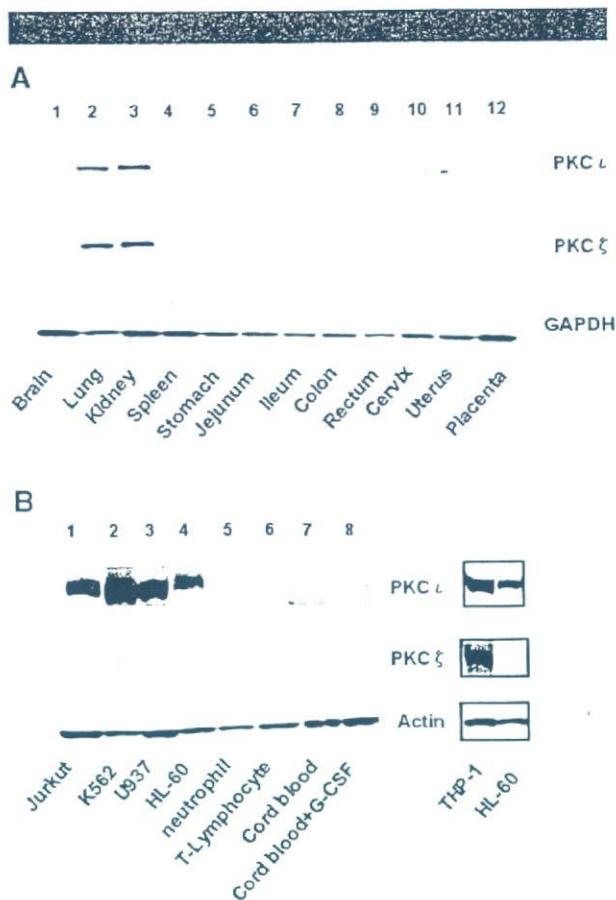 A
1 2 3 4 5 6 7 8 9 10 11 12
PKC ι
PKC ζ
GAPDH
Brain
Lung
Kidney
Spleen
Stomach
Jejunum
Ileum
Colon
Rectum
Cervix
Uterus
Placenta
B
1 2 3 4 5 6 7 8
PKC ι
PKC ζ
Actin
Jurkut
K562
U937
HL-60
neutrophil
T-Lymphocyte
Cord blood
Cord blood+G-CSF
THP-1
HL-60